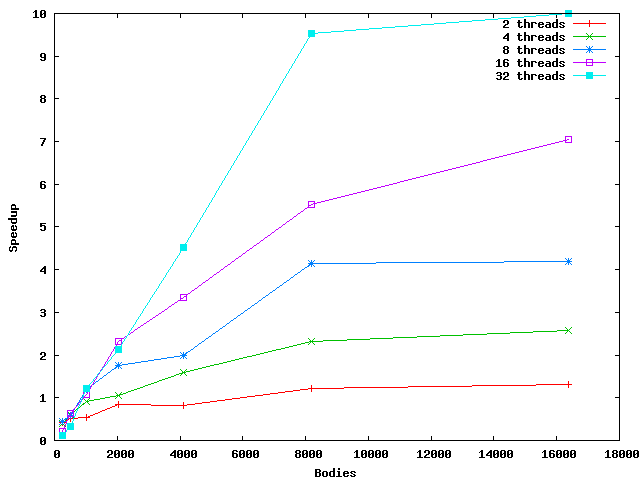 10
9
8
7
6
5
4
3
2
1
0
Speedup
2 threads
4 threads
8 threads
16 threads
32 threads
0 2000 4000 6000 8000 10000 12000 14000 16000 18000
Bodies